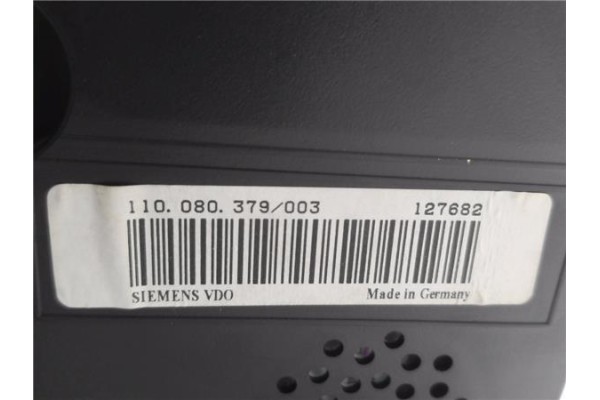 110.080.379/003 127682
SIEMENS VDO Made in Germany